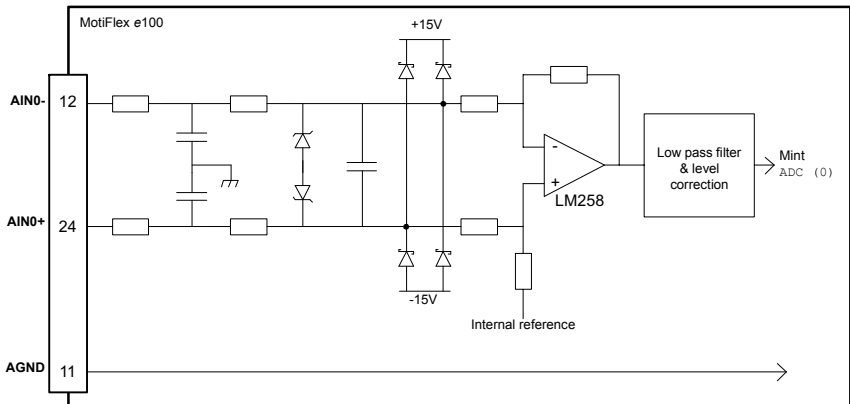 MotiFlex e100
+15V
AIN0-
12
Low pass filter
& level
correction
Mint
ADC (0)
-
+
LM258
AIN0+
24
-15V
Internal reference
AGND
11